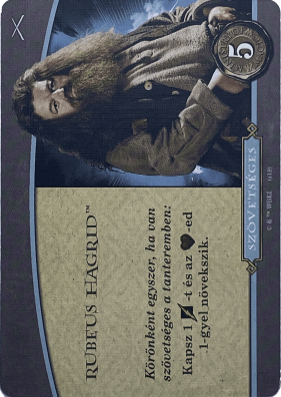 RUBEUS HAGRID™
Körönként egyszer, ha van
szövetséges a tanteremben:
Kapsz 1 -t és az -ed
1-gyel növekszik.
SZÖVETSÉGES
5